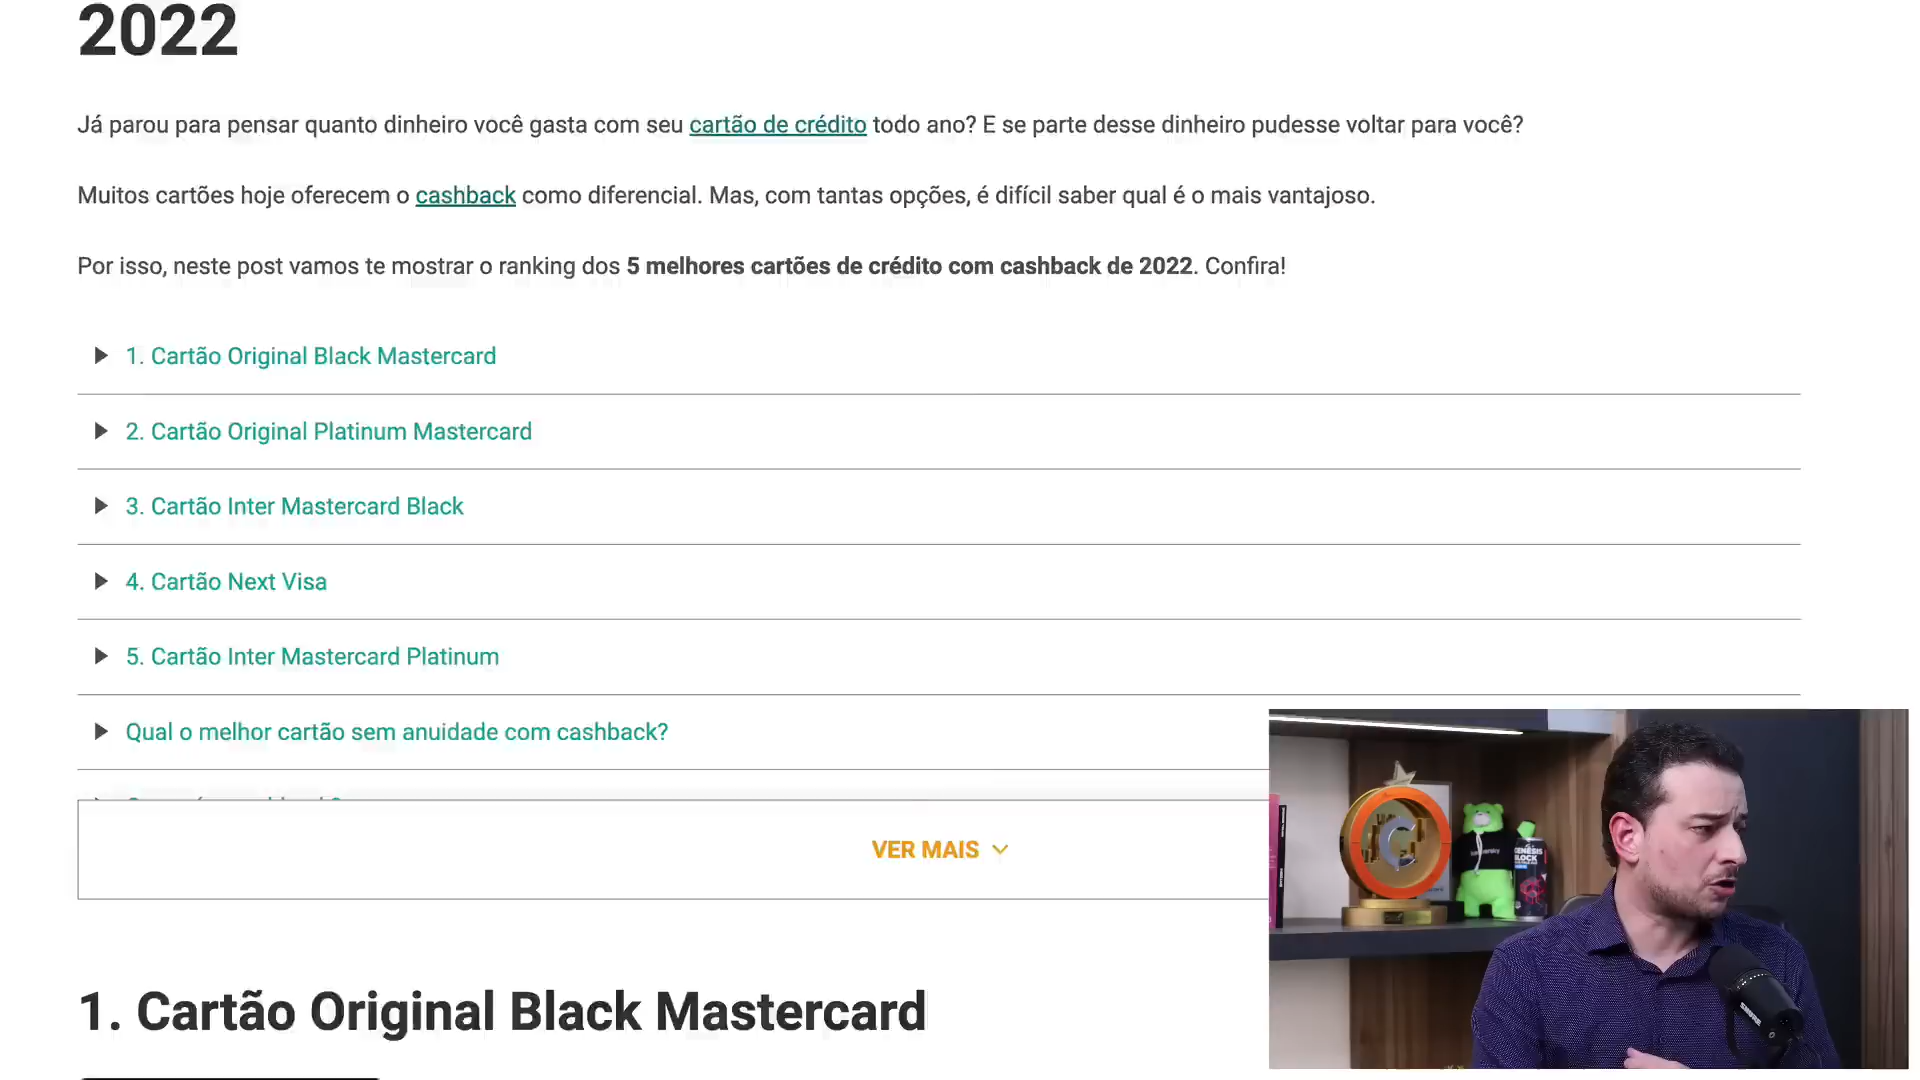 2022
Já parou para pensar quanto dinheiro você gasta com seu cartão de crédito todo ano? E se parte desse dinheiro pudesse voltar para você?
Muitos cartões hoje oferecem o cashback como diferencial. Mas, com tantas opções, é difícil saber qual é o mais vantajoso.
Por isso, neste post vamos te mostrar o ranking dos 5 melhores cartões de crédito com cashback de 2022. Confira!
1. Cartão Original Black Mastercard
2. Cartão Original Platinum Mastercard
3. Cartão Inter Mastercard Black
4. Cartão Next Visa
5. Cartão Inter Mastercard Platinum
Qual o melhor cartão sem anuidade com cashback?
VER MAIS
1. Cartão Original Black Mastercard
GENESIS
BLOCK
SHURE